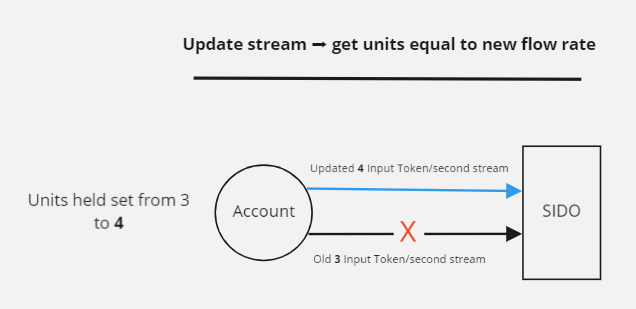 Update stream ➞ get units equal to new flow rate
Updated 4 Input Token/second stream
Units held set from 3
to 4
Account
SIDO
X
Old 3 Input Token/second stream